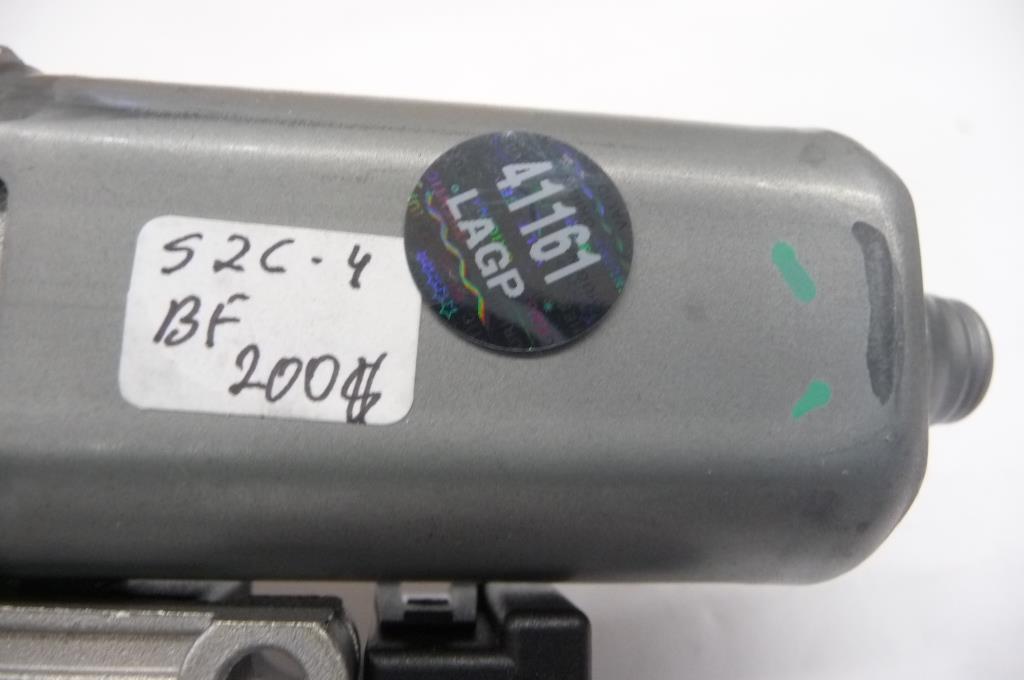 S2C-4
BF
200$
41161
LAGP